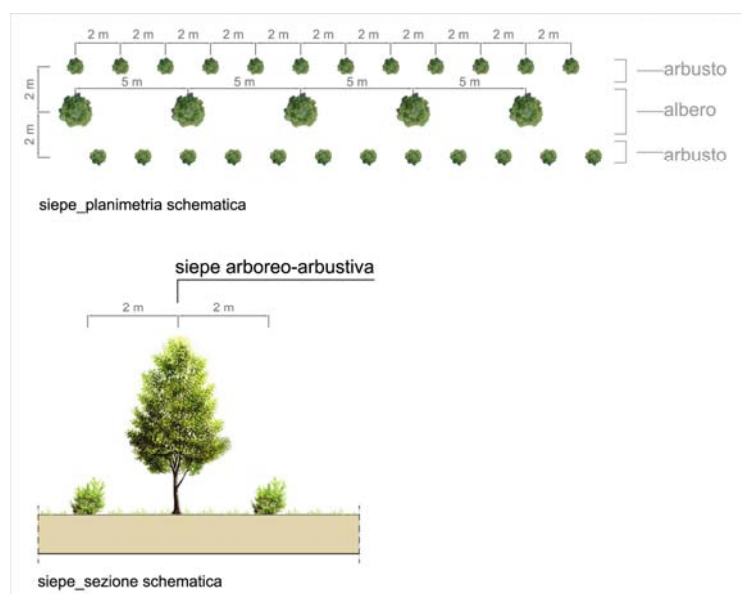 2 m 2 m 2 m 2 m 2 m 2 m 2 m 2 m 2 m 2 m 2 m
arbusto
2 m
5 m 5 m 5 m 5 m
albero
2 m
arbusto
siepe_planimetria schematica
siepe arboreo-arbustiva
2 m 2 m
siepe_sezione schematica